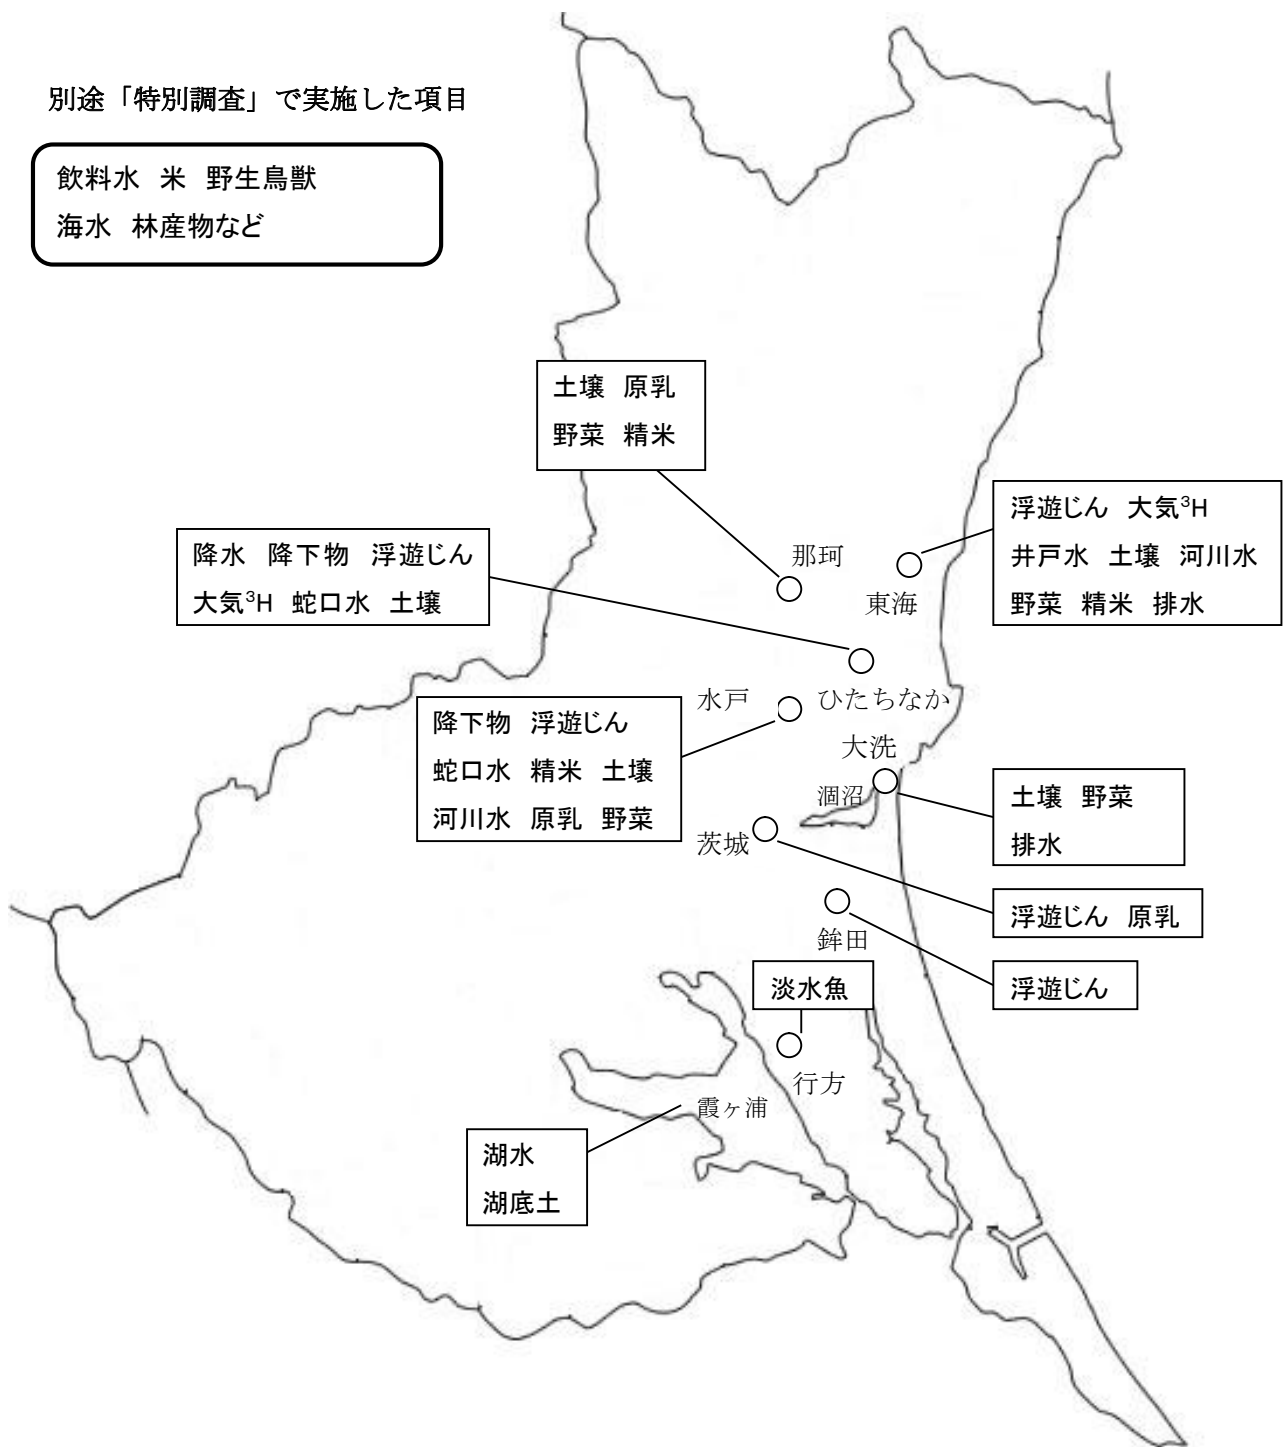 別途「特別調査」で実施した項目
飲料水 米 野生鳥獣
海水 林産物など
土壌 原乳
野菜 精米
浮遊じん 大気³H
井戸水 土壌 河川水
野菜 精米 排水
降水 降下物 浮遊じん
大気³H 蛇口水 土壌
那珂
東海
ひたちなか
水戸
降下物 浮遊じん
蛇口水 精米 土壌
河川水 原乳 野菜
大洗
涸沼
土壌 野菜
排水
茨城
浮遊じん 原乳
鉾田
浮遊じん
淡水魚
行方
霞ヶ浦
湖水
湖底土